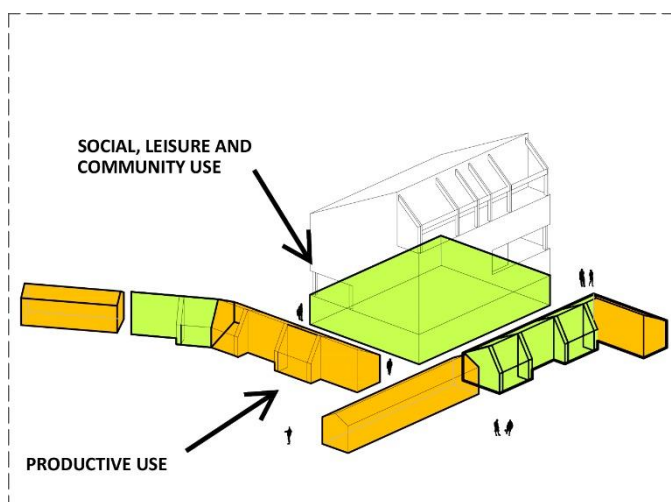 SOCIAL, LEISURE AND
COMMUNITY USE
PRODUCTIVE USE